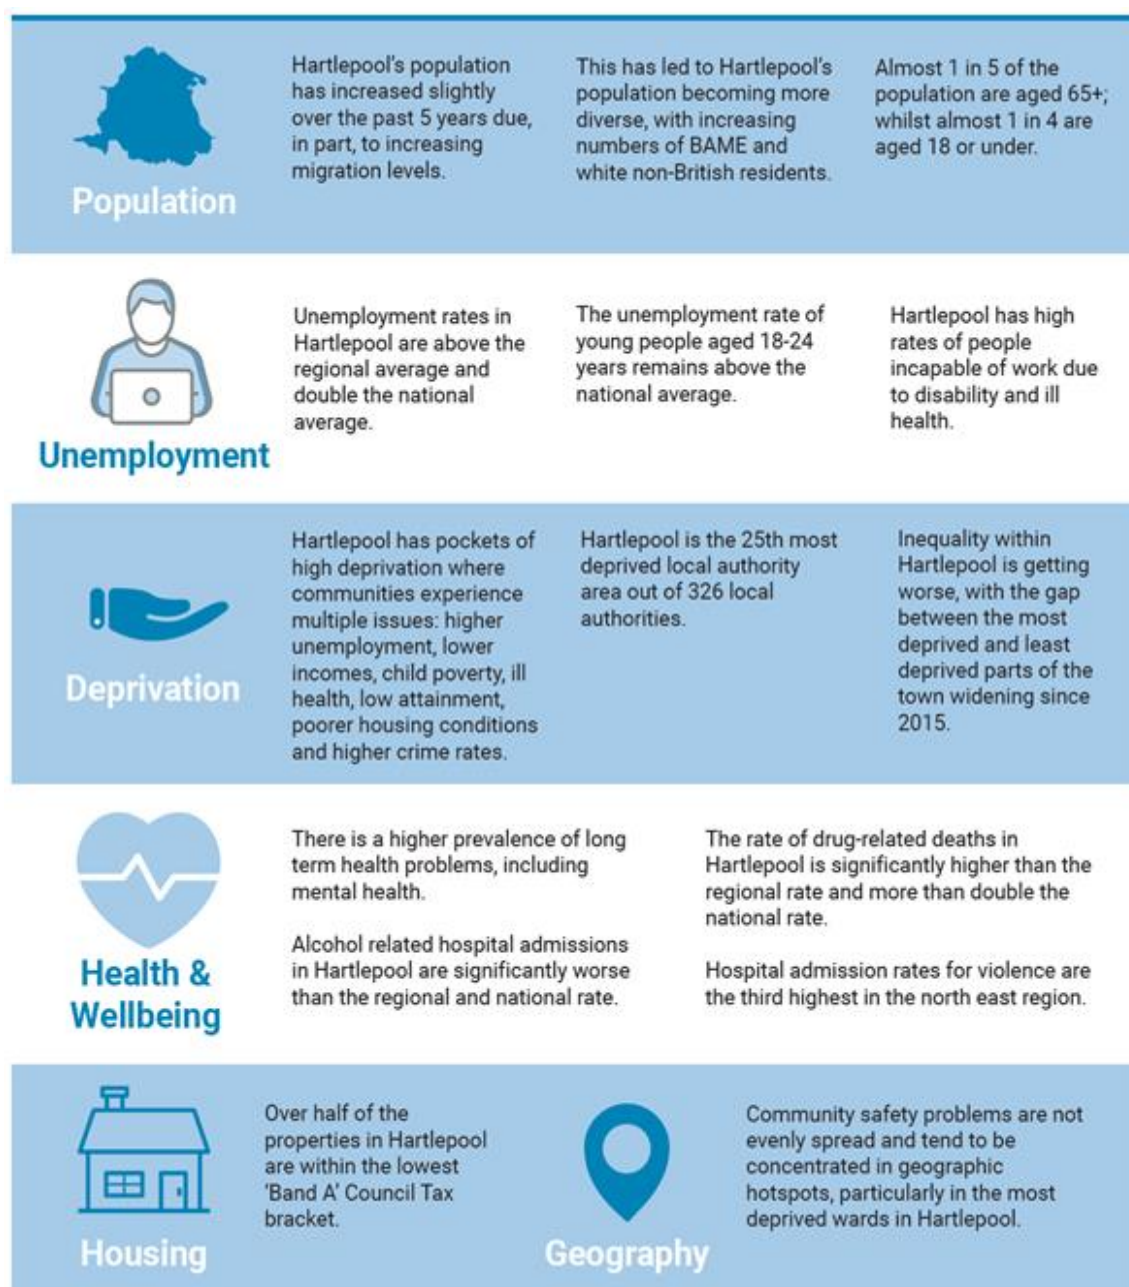 Population
Hartlepool's population
has increased slightly
over the past 5 years due,
in part, to increasing
migration levels.
This has led to Hartlepool's
population becoming more
diverse, with increasing
numbers of BAME and
white non-British residents.
Almost 1 in 5 of the
population are aged 65+;
whilst almost 1 in 4 are
aged 18 or under.
Unemployment
Unemployment rates in
Hartlepool are above the
regional average and
double the national
average.
The unemployment rate of
young people aged 18-24
years remains above the
national average.
Hartlepool has high
rates of people
incapable of work due
to disability and ill
health.
Deprivation
Hartlepool has pockets of
high deprivation where
communities experience
multiple issues: higher
unemployment, lower
incomes, child poverty, ill
health, low attainment,
poorer housing conditions
and higher crime rates.
Hartlepool is the 25th most
deprived local authority
area out of 326 local
authorities.
Inequality within
Hartlepool is getting
worse, with the gap
between the most
deprived and least
deprived parts of the
town widening since
2015.
Health &
Wellbeing
There is a higher prevalence of long
term health problems, including
mental health.
Alcohol related hospital admissions
in Hartlepool are significantly worse
than the regional and national rate.
The rate of drug-related deaths in
Hartlepool is significantly higher than the
regional rate and more than double the
national rate.
Hospital admission rates for violence are
the third highest in the north east region.
Housing
Over half of the
properties in Hartlepool
are within the lowest
'Band A' Council Tax
bracket.
Geography
Community safety problems are not
evenly spread and tend to be
concentrated in geographic
hotspots, particularly in the most
deprived wards in Hartlepool.